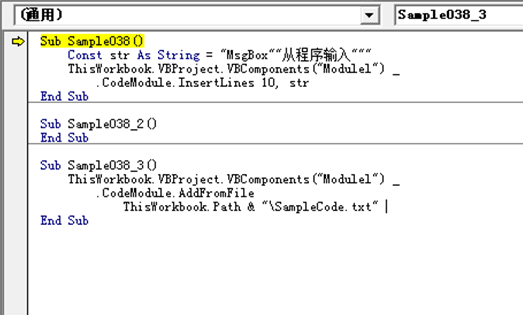 (通用)
Sample038_3
Sub Sample038()
Const str As String = "MsgBox""从程序输入"""
ThisWorkbook.VBProject.VBComponents("Module1") _
.CodeModule.InsertLines 10, str
End Sub
Sub Sample038_2()
End Sub
Sub Sample038_3()
ThisWorkbook.VBProject.VBComponents("Module1") _
.CodeModule.AddFromFile
ThisWorkbook.Path & "\SampleCode.txt"
End Sub